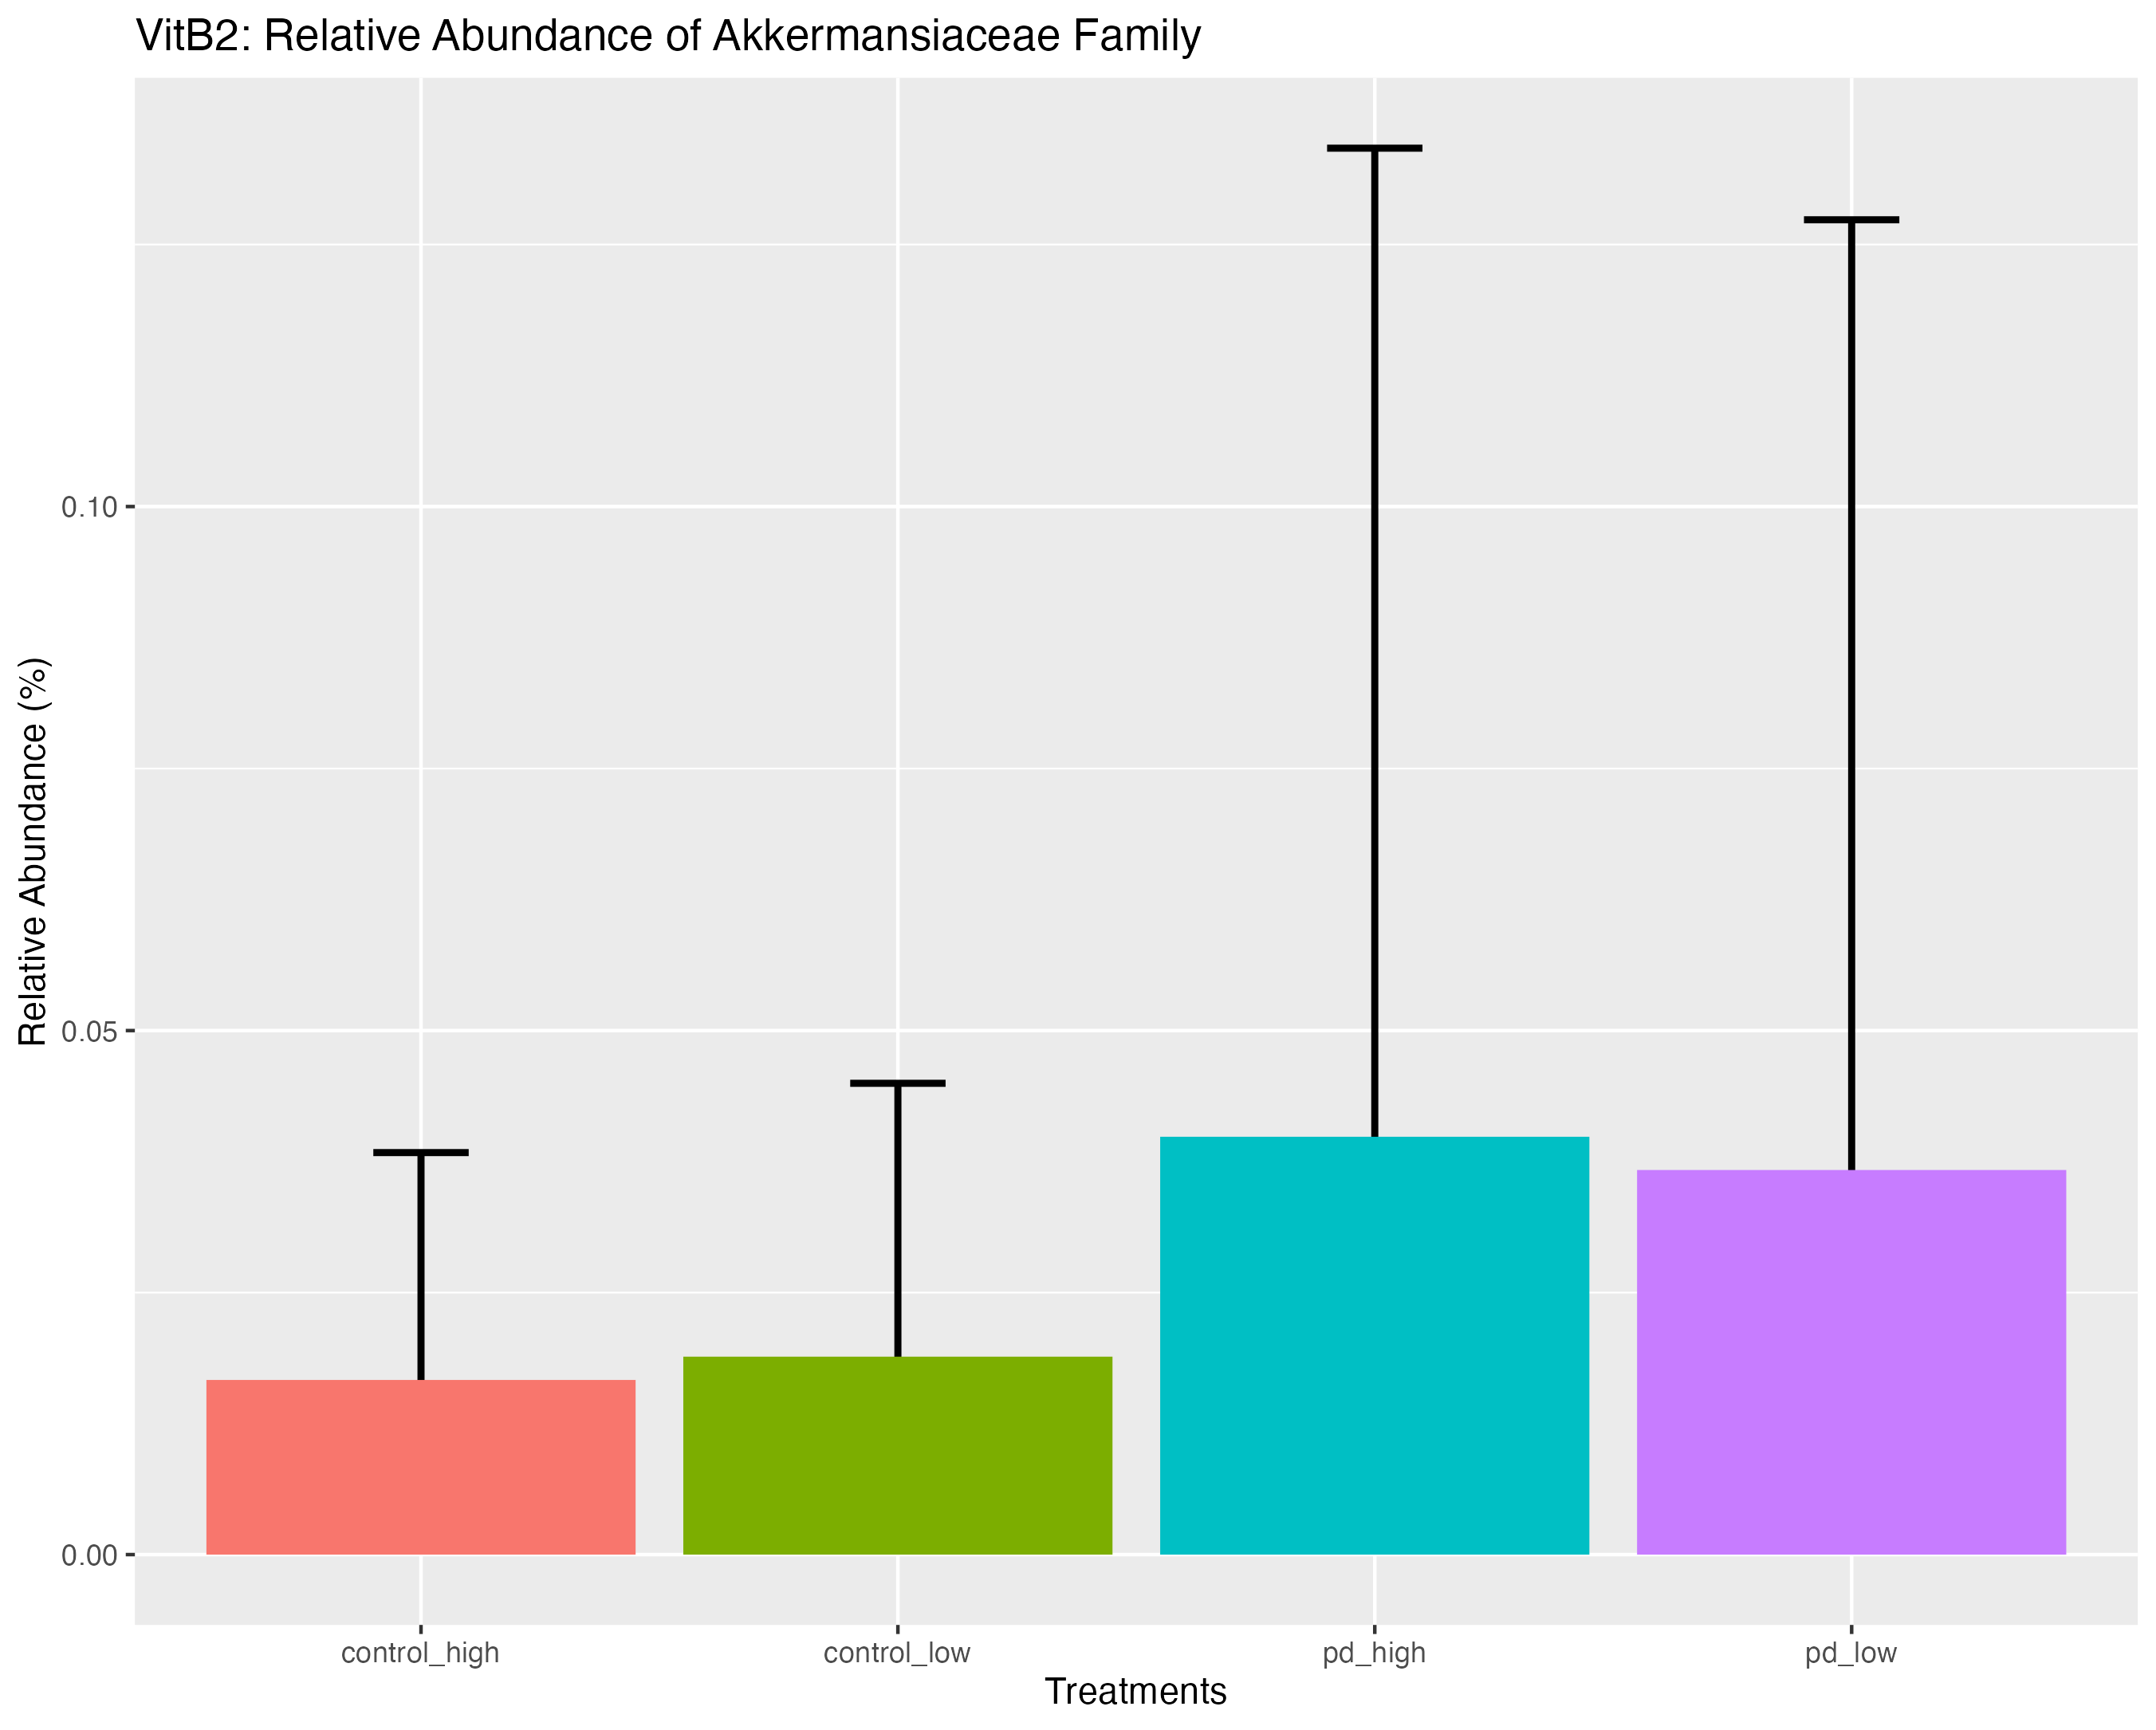 VitB2: Relative Abundance of Akkermansiaceae Family
Relative Abundance (%)
0.10
0.05
0.00
control_high
control_low
pd_high
pd_low
Treatments